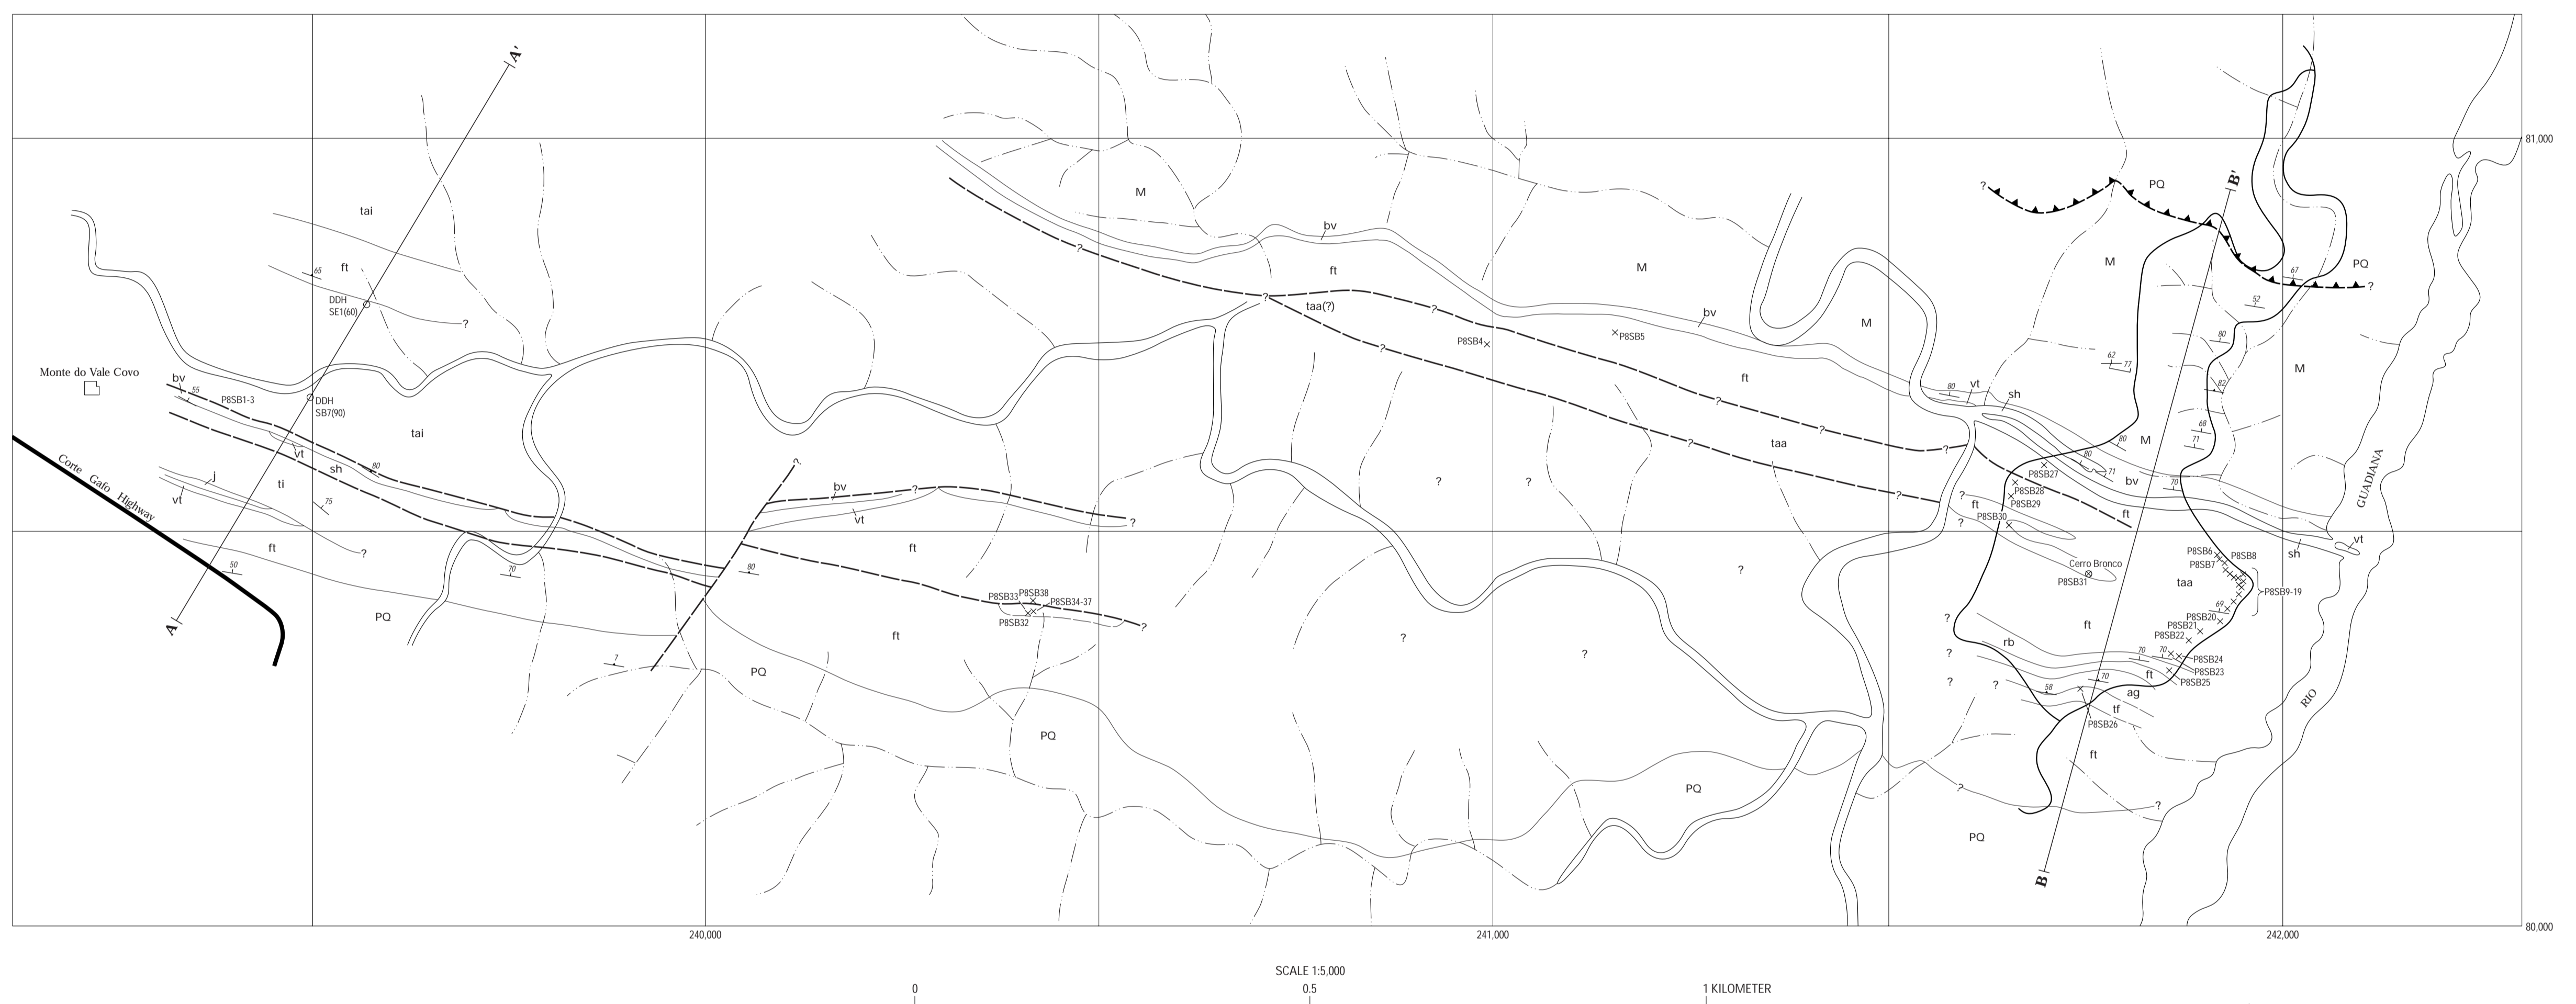 A'
81,000
B'
?
PQ
M
tai
bv
PQ
M
ft
65
ft
M
67
?
DDH
SE1(60)
52
?
?
taa(?)
?
bv
M
?
P8SB4
P8SB5
80
?
62
77
M
Monte do Vale Covo
bv
55
P8SB1-3
DDH
SB7(90)
ft
82
80
vt
sh
?
68
tai
?
taa
?
?
M
71
80
vt
sh
80
80
71
Corte Gafo Highway
j
vt
ti
75
?
P8SB27
bv
70
GUADIANA
bv
?
?
?
P8SB28
P8SB29
?
?
ft
P8SB30
ft
vt
?
?
ft
ft
?
vt
sh
50
70
80
P8SB6
P8SB8
P8SB7
Cerro Bronco
P8SB31
?
taa
P8SB9-19
P8SB33
P8SB38
P8SB34-37
P8SB32
69
A
PQ
?
?
P8SB20
ft
P8SB21
P8SB22
ft
?
rb
?
?
70
70
P8SB24
7
P8SB23
PQ
ft
P8SB25
70
?
?
58
ag
RIO
tf
P8SB26
PQ
ft
PQ
?
?
PQ
B
80,000
240,000
241,000
242,000
SCALE 1:5,000
0
0.5
1 KILOMETER